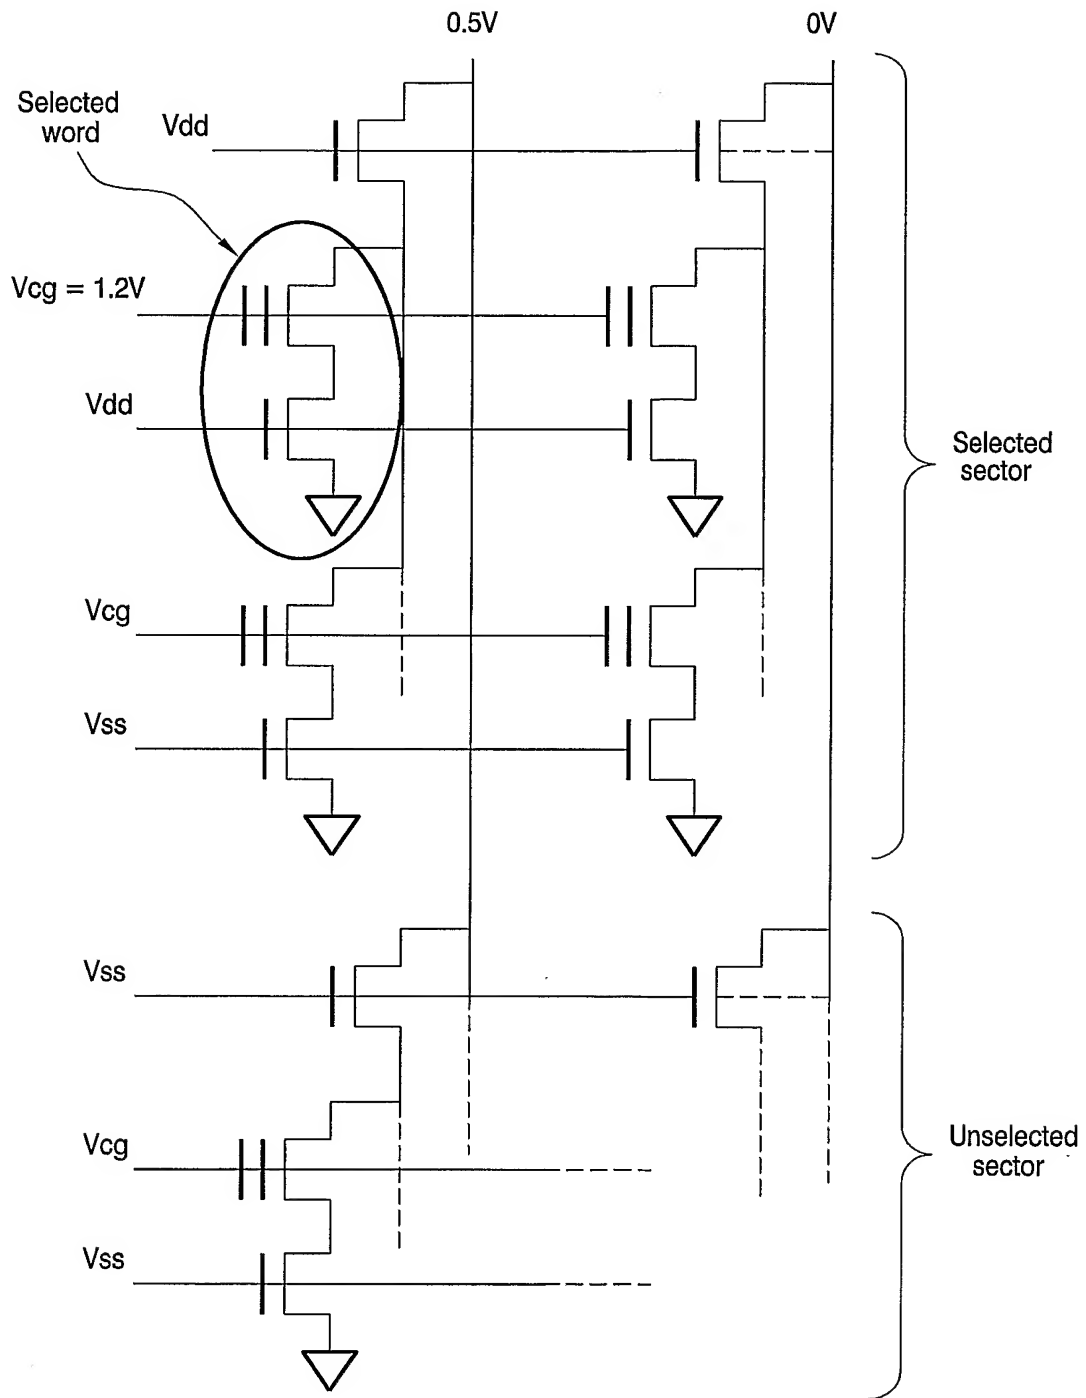 0.5V
0V
Selected
word
Vdd
Vcg = 1.2V
Vdd
Selected
sector
Vcg
Vss
Vss
Vcg
Unselected
sector
Vss